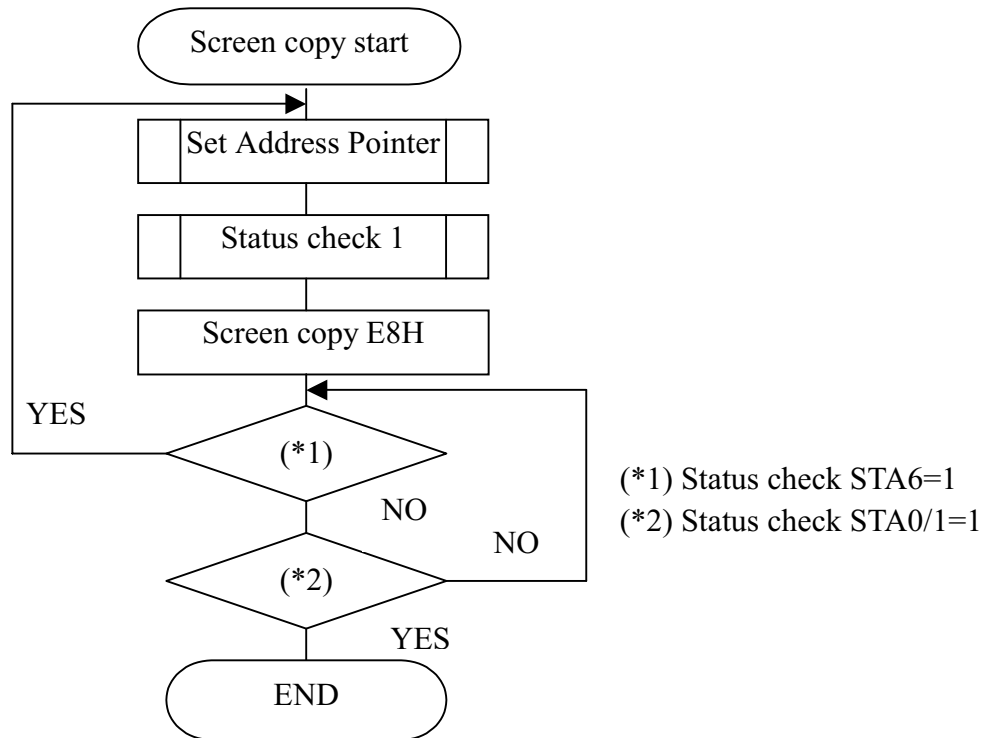 Screen copy start
Set Address Pointer
Status check 1
Screen copy E8H
YES
(*1)
(*1) Status check STA6=1
NO
(*2) Status check STA0/1=1
NO
(*2)
YES
END